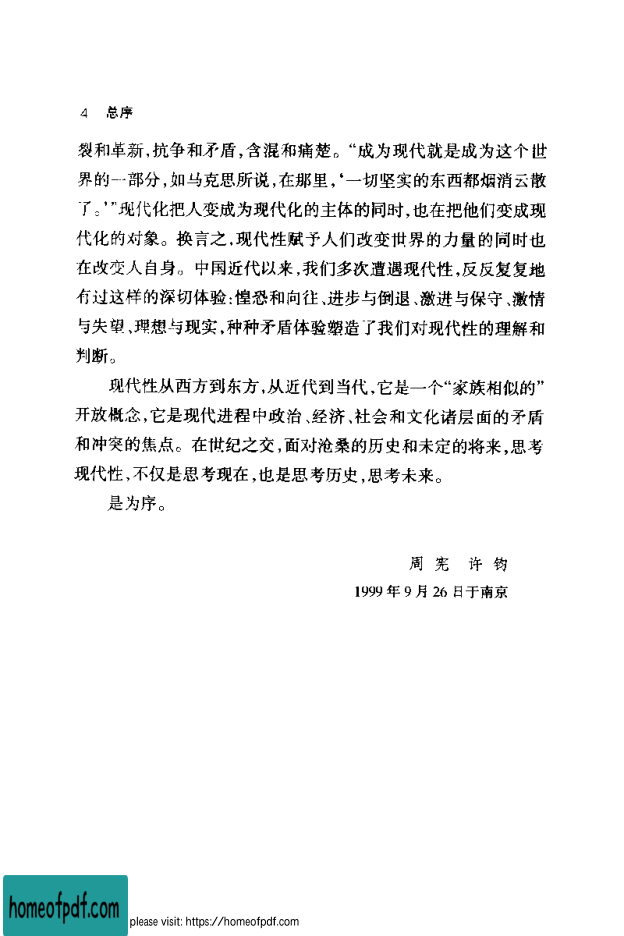 4 总序
裂和革新,抗争和矛盾,含混和痛楚。“成为现代就是成为这个世
界的一部分,如马克思所说,在那里,‘一切坚实的东西都烟消云散
了。’”现代化把人变成为现代化的主体的同时,也在把他们变成现
代化的对象。换言之,现代性赋予人们改变世界的力量的同时也
在改变人自身。中国近代以来,我们多次遭遇现代性,反反复复地
有过这样的深切体验:惶恐和向往、进步与倒退、激进与保守、激情
与失望、理想与现实,种种矛盾体验塑造了我们对现代性的理解和
判断。
现代性从西方到东方,从近代到当代,它是一个“家族相似的”
开放概念,它是现代进程中政治、经济、社会和文化诸层面的矛盾
和冲突的焦点。在世纪之交,面对沧桑的历史和未定的将来,思考
现代性,不仅是思考现在,也是思考历史,思考未来。
是为序。
周 宪 许 钧
1999年9月26日于南京
homeofpdf.com
please visit: https://homeofpdf.com